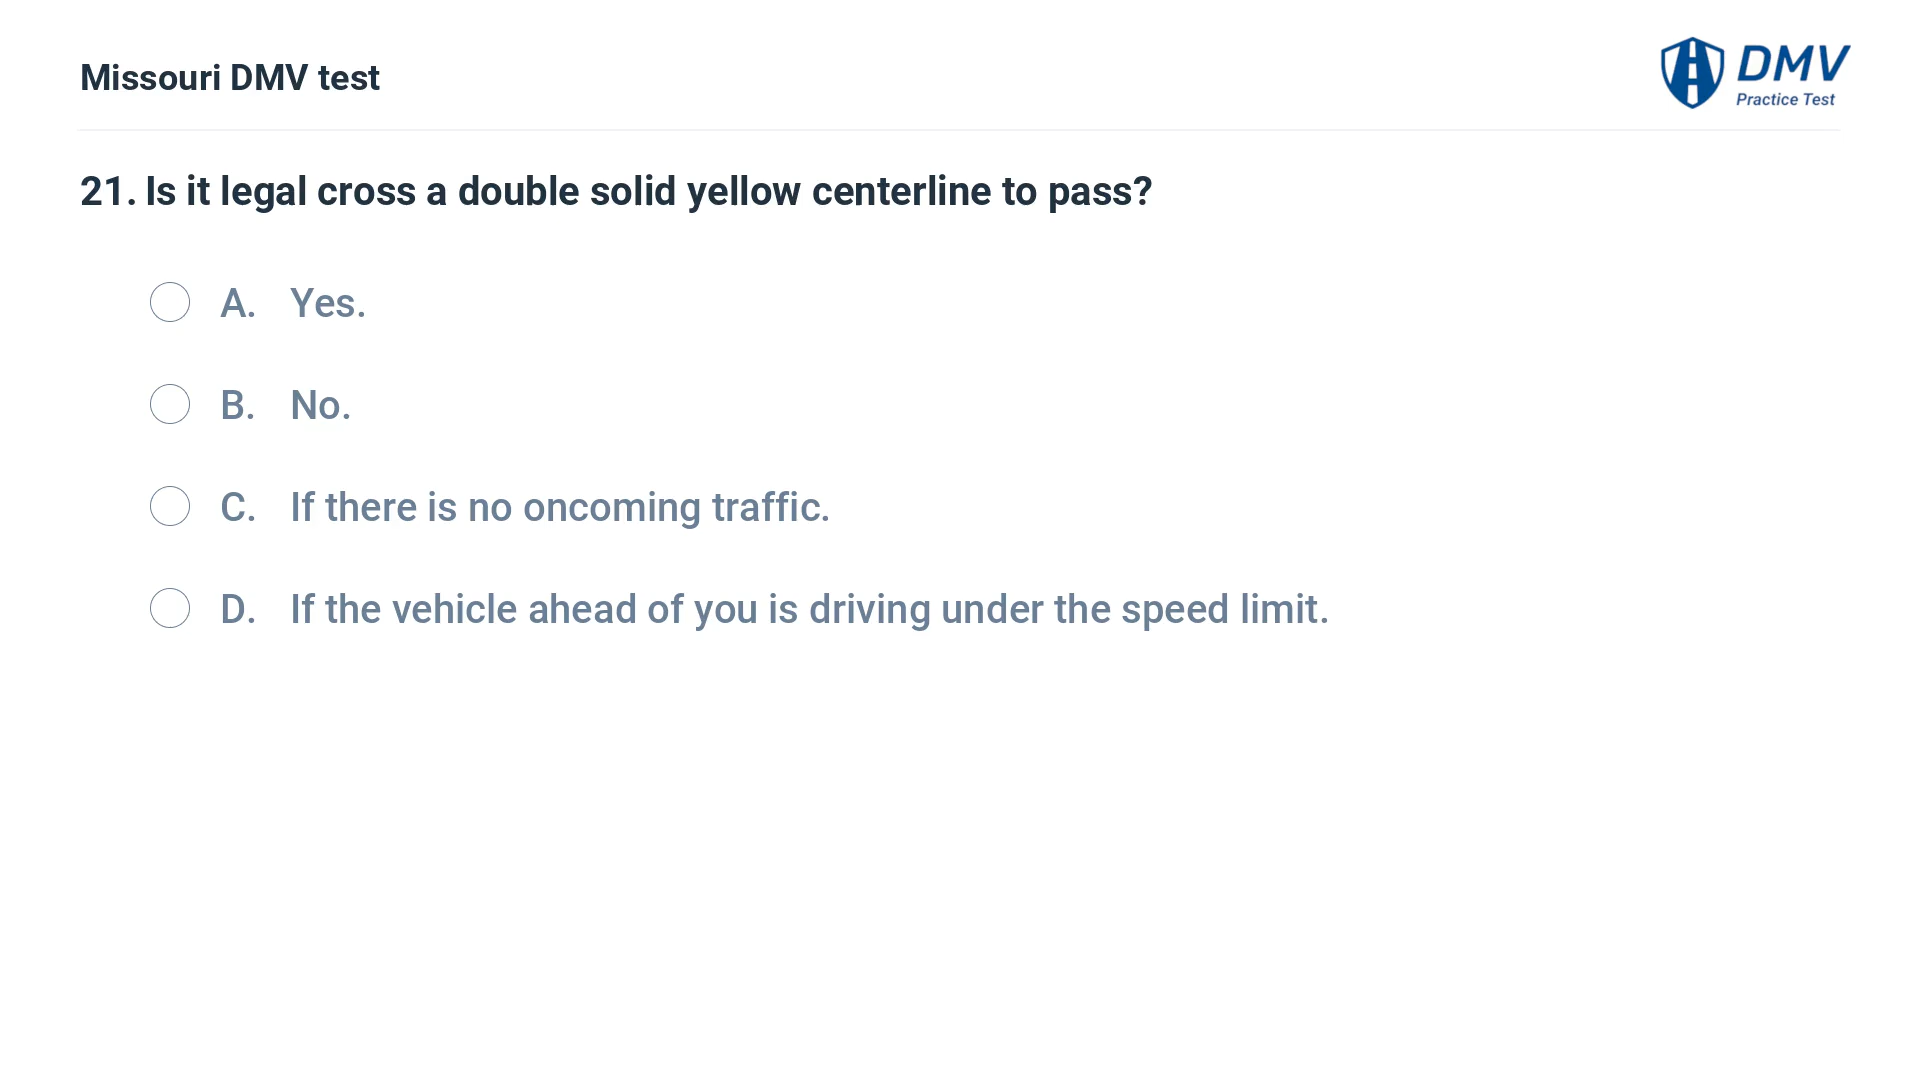 Missouri DMV test
DMV
Practice Test
21. Is it legal cross a double solid yellow centerline to pass?
A. Yes.
B. No.
C. If there is no oncoming traffic.
D. If the vehicle ahead of you is driving under the speed limit.